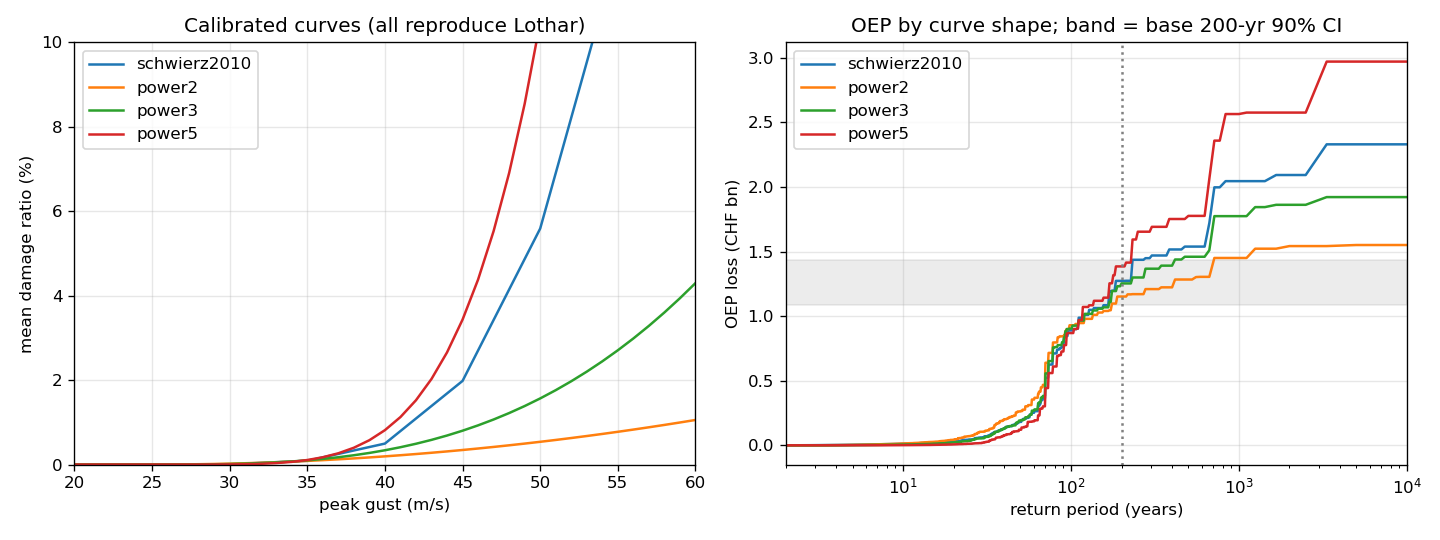 Calibrated curves (all reproduce Lothar)
10
8
6
4
2
0
mean damage ratio (%)
schwierz2010
power2
power3
power5
20 25 30 35 40 45 50 55 60
peak gust (m/s)
OEP by curve shape; band = base 200-yr 90% CI
3.0
2.5
2.0
1.5
1.0
0.5
0.0
OEP loss (CHF bn)
schwierz2010
power2
power3
power5
10¹ 10² 10³ 10⁴
return period (years)